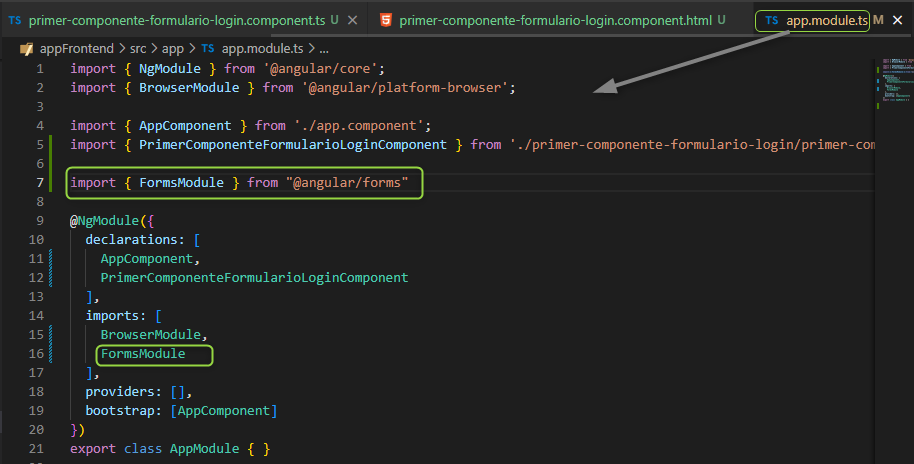 TS primer-componente-formulario-login.component.ts U ×
primer-componente-formulario-login.component.html U
TS app.module.ts M ×
appFrontend > src > app > TS app.module.ts > ...
1 import { NgModule } from '@angular/core';
2 import { BrowserModule } from '@angular/platform-browser';
3
4 import { AppComponent } from './app.component';
5 import { PrimerComponenteFormularioLoginComponent } from './primer-componente-formulario-login/primer-com
6
7 import { FormsModule } from "@angular/forms"
8
9 @NgModule({
10 declarations: [
11 AppComponent,
12 PrimerComponenteFormularioLoginComponent
13 ],
14 imports: [
15 BrowserModule,
16 FormsModule
17 ],
18 providers: [],
19 bootstrap: [AppComponent]
20 })
21 export class AppModule { }